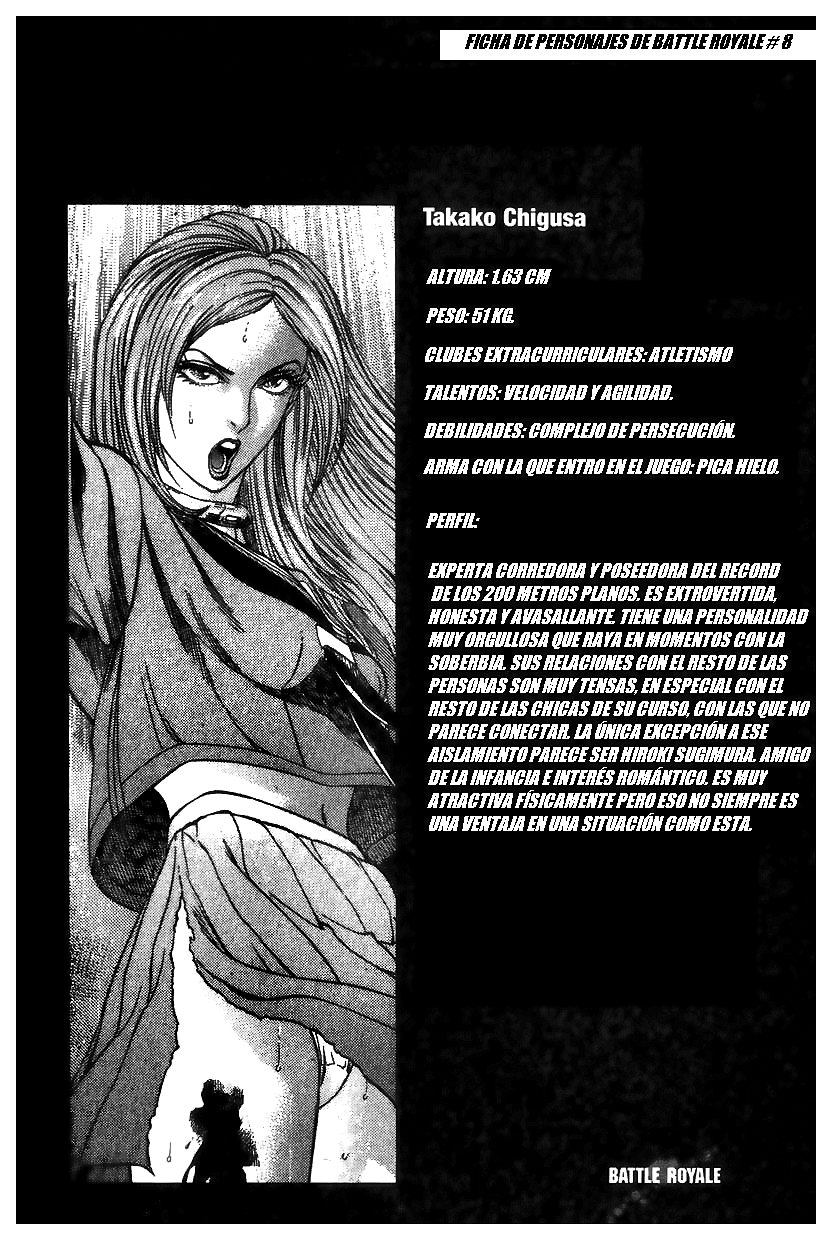 FICHA DE PERSONAJES DE BATTLE ROYALE # 8
Takako Chigusa
ALTURA: 1.63 CM
PESO: 51 KG.
CLUBES EXTRACURRICULARES: ATLETISMO
TALENTOS: VELOCIDAD Y AGILIDAD.
DEBILIDADES: COMPLEJO DE PERSECUCIÓN.
ARMA CON LA QUE ENTRO EN EL JUEGO: PICA HIELO.
PERFIL:
EXPERTA CORREDORA Y POSEEDORA DEL RECORD
DE LOS 200 METROS PLANOS. ES EXTROVERTIDA,
HONESTA Y AVASALLANTE. TIENE UNA PERSONALIDAD
MUY ORGULLOSA QUE RAYA EN MOMENTOS CON LA
SOBERBIA. SUS RELACIONES CON EL RESTO DE LAS
PERSONAS SON MUY TENSAS, EN ESPECIAL CON EL
RESTO DE LAS CHICAS DE SU CURSO, CON LAS QUE NO
PARECE CONECTAR. LA ÚNICA EXCEPCIÓN A ESE
AISLAMIENTO PARECE SER HIROKI SUGIMURA. AMIGO
DE LA INFANCIA E INTERÉS ROMÁNTICO. ES MUY
ATRACTIVA FÍSICAMENTE PERO ESO NO SIEMPRE ES
UNA VENTAJA EN UNA SITUACIÓN COMO ESTA.
BATTLE ROYALE